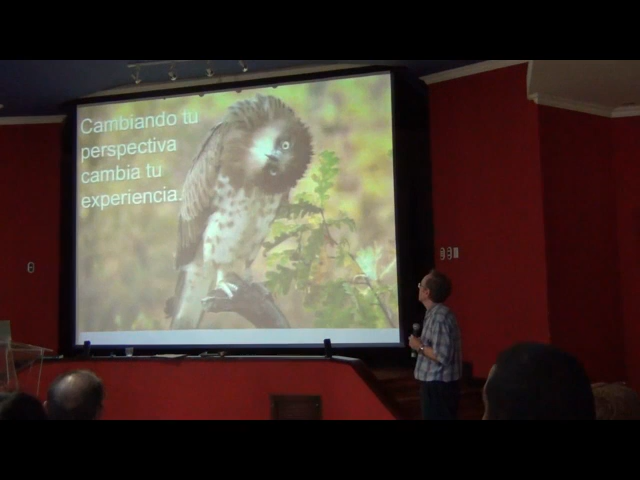 Cambiando tu
perspectiva
cambia tu
experiencia.